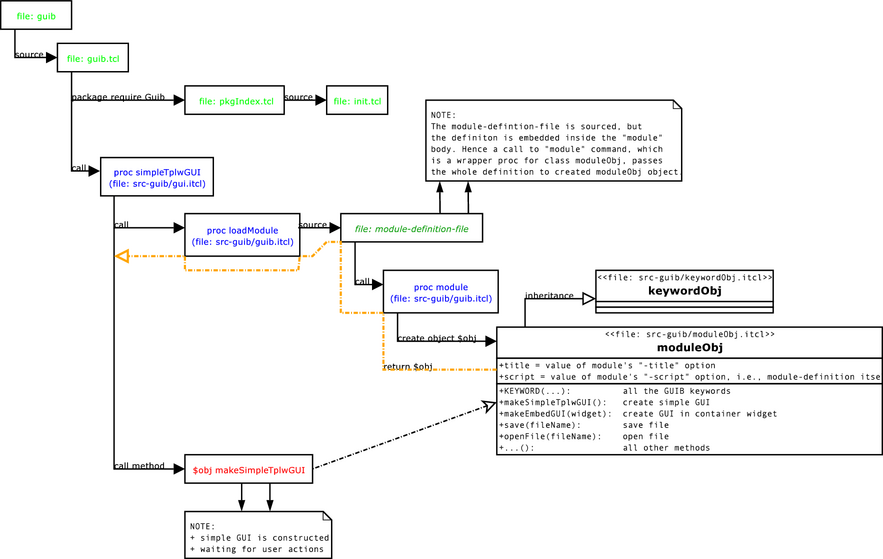 file: guib
source
file: guib.tcl
package require Guib
file: pkgIndex.tcl
source
file: init.tcl
NOTE:
The module-defintion-file is sourced, but
the definiton is embedded inside the "module"
body. Hence a call to "module" command, which
is a wrapper proc for class moduleObj, passes
the whole definition to created moduleObj object.
call
proc simpleTplwGUI
(file: src-guib/gui.itcl)
call
proc loadModule
(file: src-guib/guib.itcl)
source
file: module-definition-file
call
proc module
(file: src-guib/guib.itcl)
<<file: src-guib/keywordObj.itcl>>
keywordObj
inheritance
create object $obj
<<file: src-guib/moduleObj.itcl>>
moduleObj
+title = value of module's "-title" option
+script = value of module's "-script" option, i.e., module-definition itse
return $obj
+KEYWORD(...): all the GUIB keywords
+makeSimpleTplwGUI(): create simple GUI
+makeEmbedGUI(widget): create GUI in container widget
+save(fileName): save file
+openFile(fileName): open file
+...(): all other methods
call method
$obj makeSimpleTplwGUI
NOTE:
+ simple GUI is constructed
+ waiting for user actions